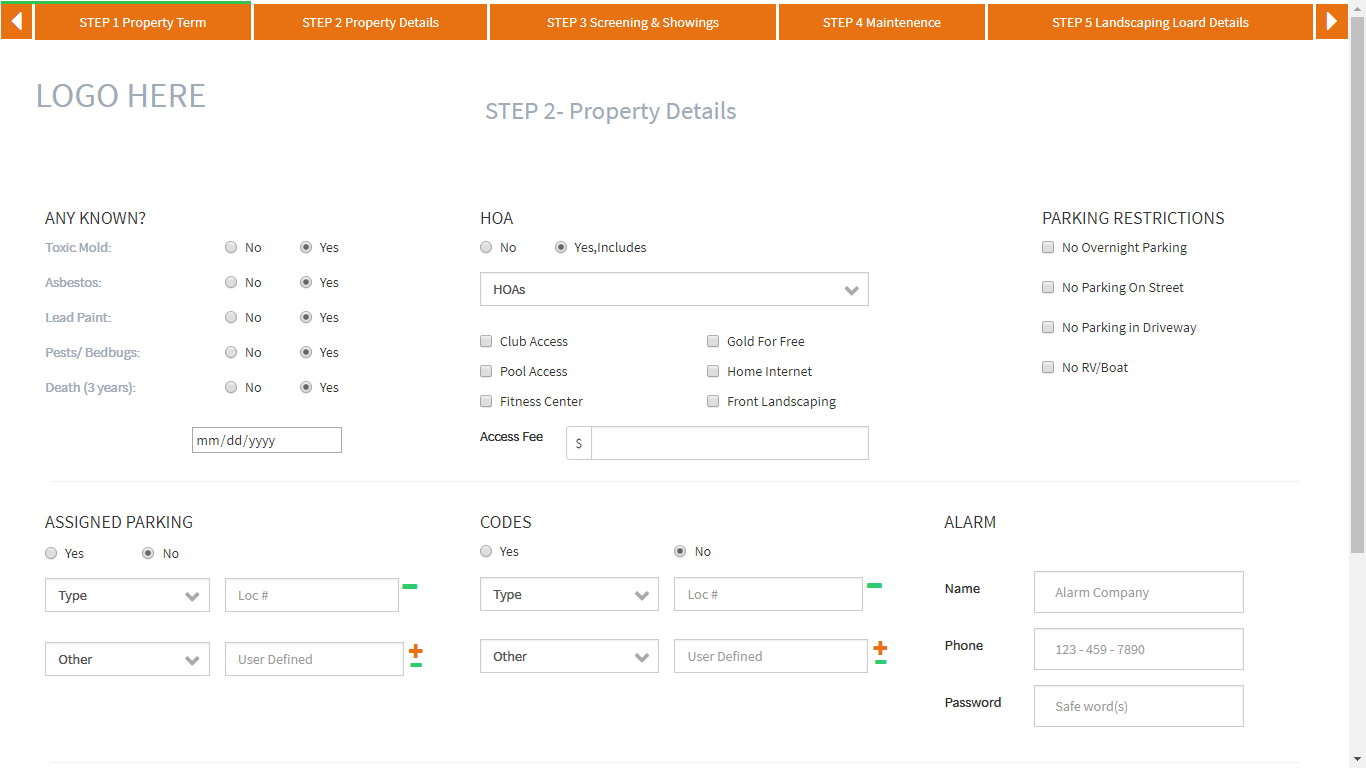 STEP 1 Property Term
STEP 2 Property Details
STEP 3 Screening & Showings
STEP 4 Maintenence
STEP 5 Landscaping Loard Details
LOGO HERE
STEP 2- Property Details
ANY KNOWN?
Toxic Mold: No Yes
Asbestos: No Yes
Lead Paint: No Yes
Pests/ Bedbugs: No Yes
Death (3 years): No Yes
mm/dd/yyyy
HOA
No Yes,Includes
HOAs
Club Access Gold For Free
Pool Access Home Internet
Fitness Center Front Landscaping
Access Fee $
PARKING RESTRICTIONS
No Overnight Parking
No Parking On Street
No Parking in Driveway
No RV/Boat
ASSIGNED PARKING
Yes No
Type Loc #
Other User Defined
CODES
Yes No
Type Loc #
Other User Defined
ALARM
Name Alarm Company
Phone 123 - 459 - 7890
Password Safe word(s)